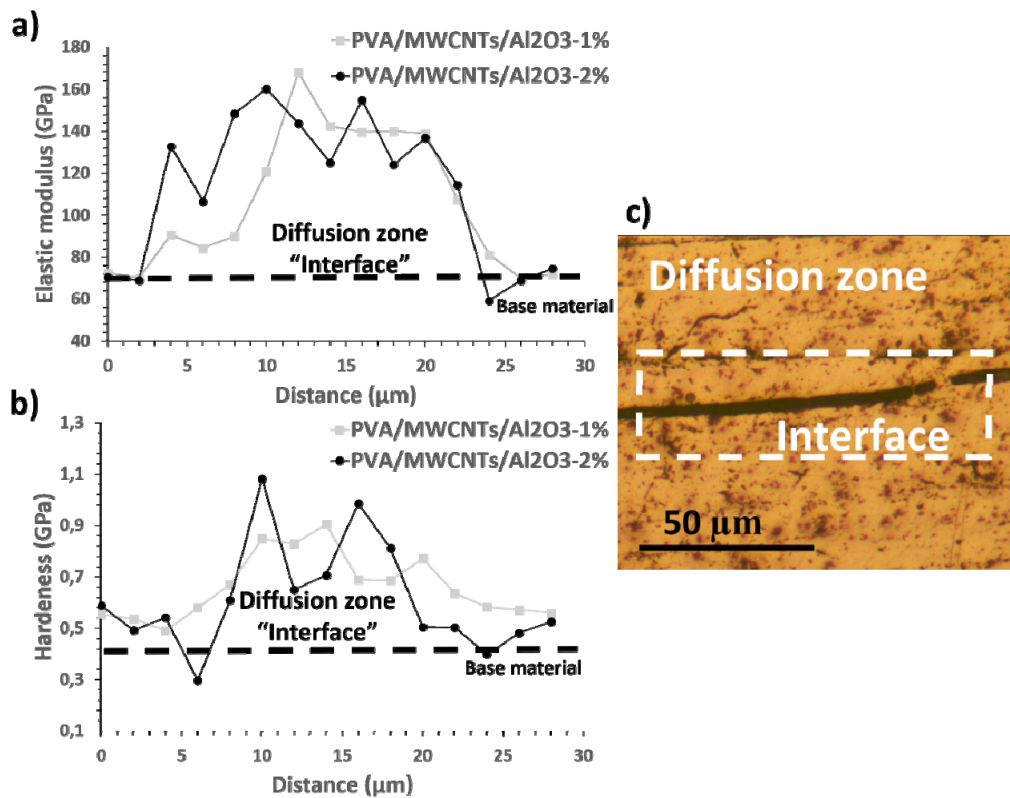 a)
PVA/MWCNTs/Al2O3-1%
PVA/MWCNTs/Al2O3-2%
180
160
140
120
100
80
60
40
Elastic modulus (GPa)
Diffusion zone
“Interface”
Base material
0
5
10
15
20
25
30
Distance (µm)
b)
PVA/MWCNTs/Al2O3-1%
PVA/MWCNTs/Al2O3-2%
1,3
1,1
0,9
0,7
0,5
0,3
0,1
Hardeness (GPa)
Diffusion zone
“Interface”
Base material
0
5
10
15
20
25
30
Distance (µm)
c)
Diffusion zone
Interface
50 µm